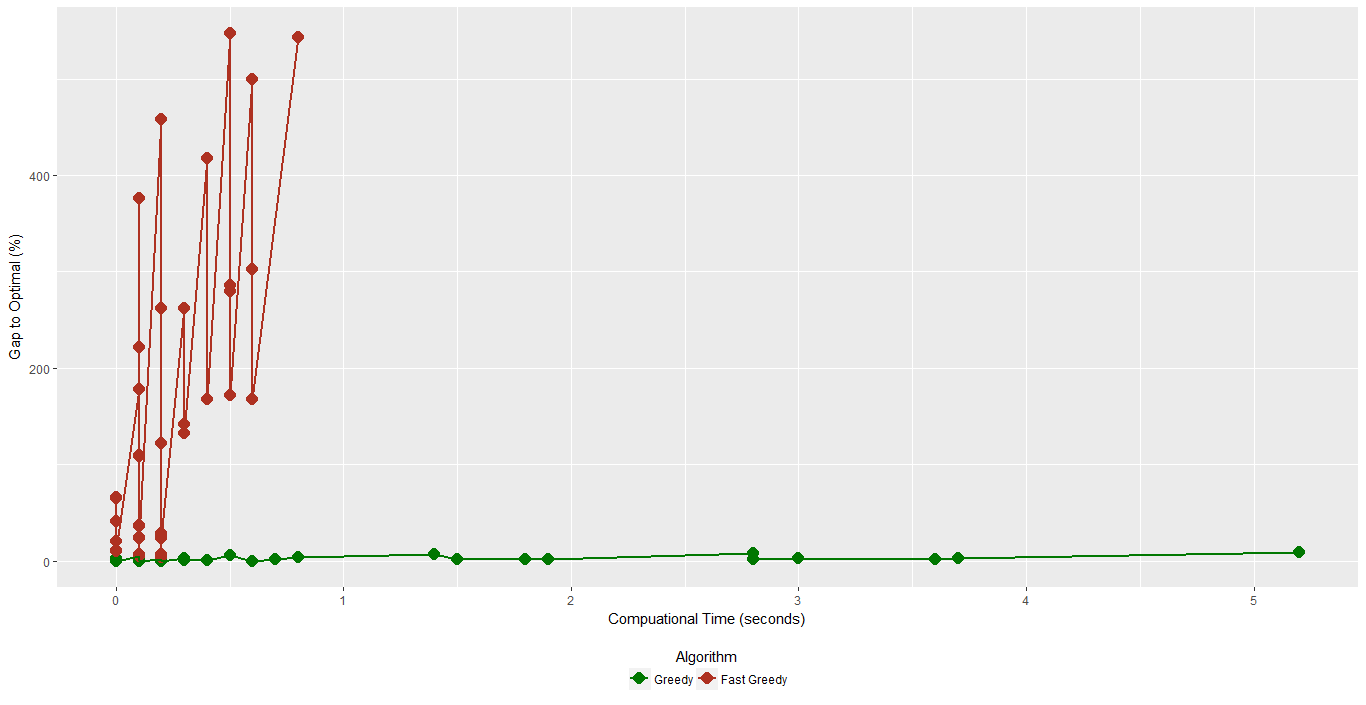 Gap to Optimal (%)
400
200
0
0 1 2 3 4 5
Compuational Time (seconds)
Algorithm
Greedy Fast Greedy